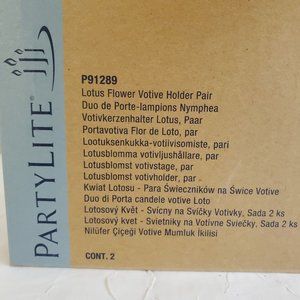 PARTYLITE®
P91289
Lotus Flower Votive Holder Pair
Duo de Porte-lampions Nymphea
Votivkerzenhalter Lotus, Paar
Portavotiva Flor de Loto, par
Lootuksenkukka-votiivisomiste, pari
Lotusblomma votivljushållare, par
Lotusblomst votivstage, par
Lotusblomst votivholder, par
Kwiat Lotosu - Para Świeczników na Świce Votive
Duo di Porta candele votive Loto
Lotosový Květ - Svícny na Svíčky Votivky, Sada 2 ks
Lotosový kvet - Svietniky na Votívne Sviečky, Sada 2 ks
Nilüfer Çiçeği Votive Mumluk İkilisi
CONT. 2